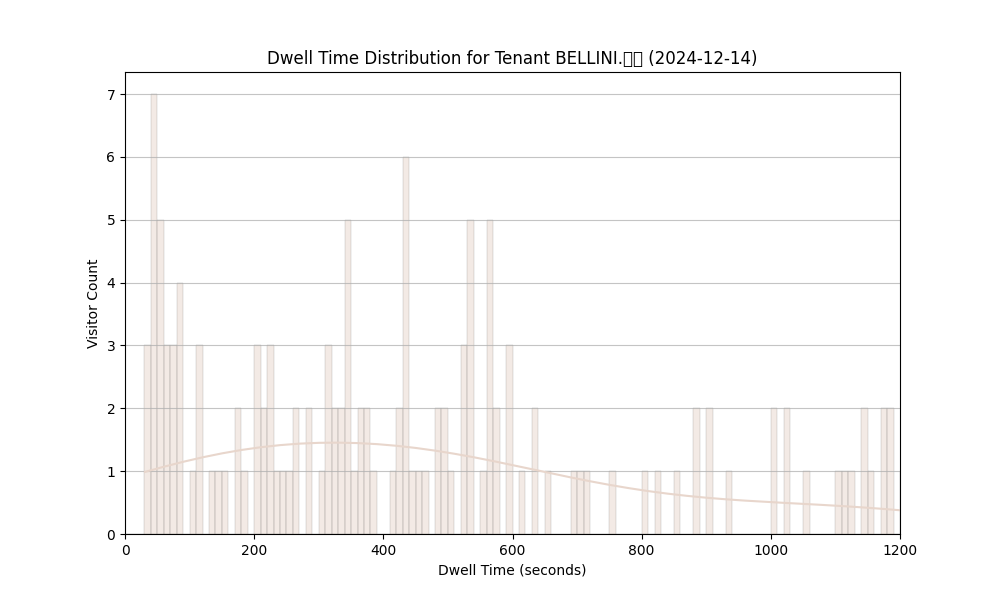 Dwell Time Distribution for Tenant BELLINI. (2024-12-14)
7
6
5
4
3
2
1
0
Visitor Count
0 200 400 600 800 1000 1200
Dwell Time (seconds)